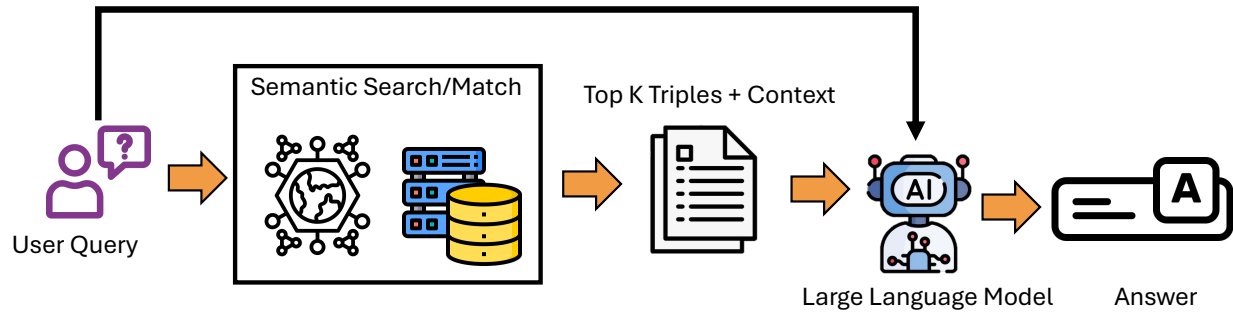 Semantic Search/Match
Top K Triples + Context
?
AI
A
User Query
Large Language Model
Answer